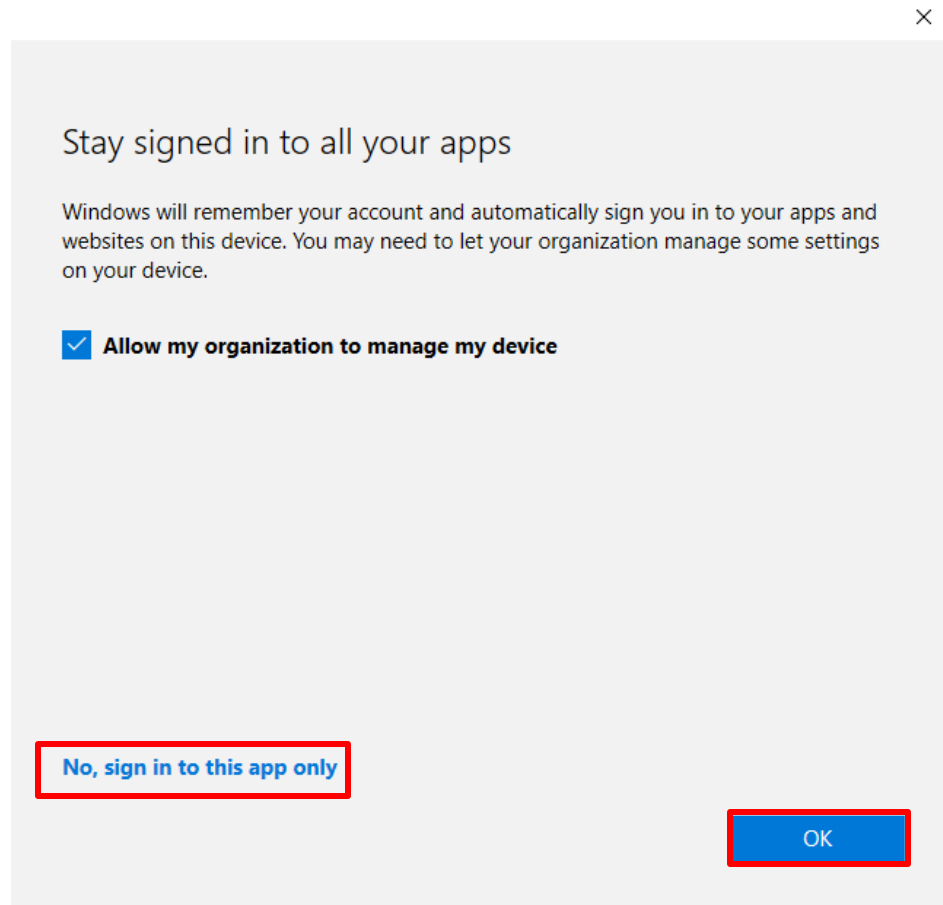 Stay signed in to all your apps
Windows will remember your account and automatically sign you in to your apps and
websites on this device. You may need to let your organization manage some settings
on your device.
Allow my organization to manage my device
No, sign in to this app only
OK